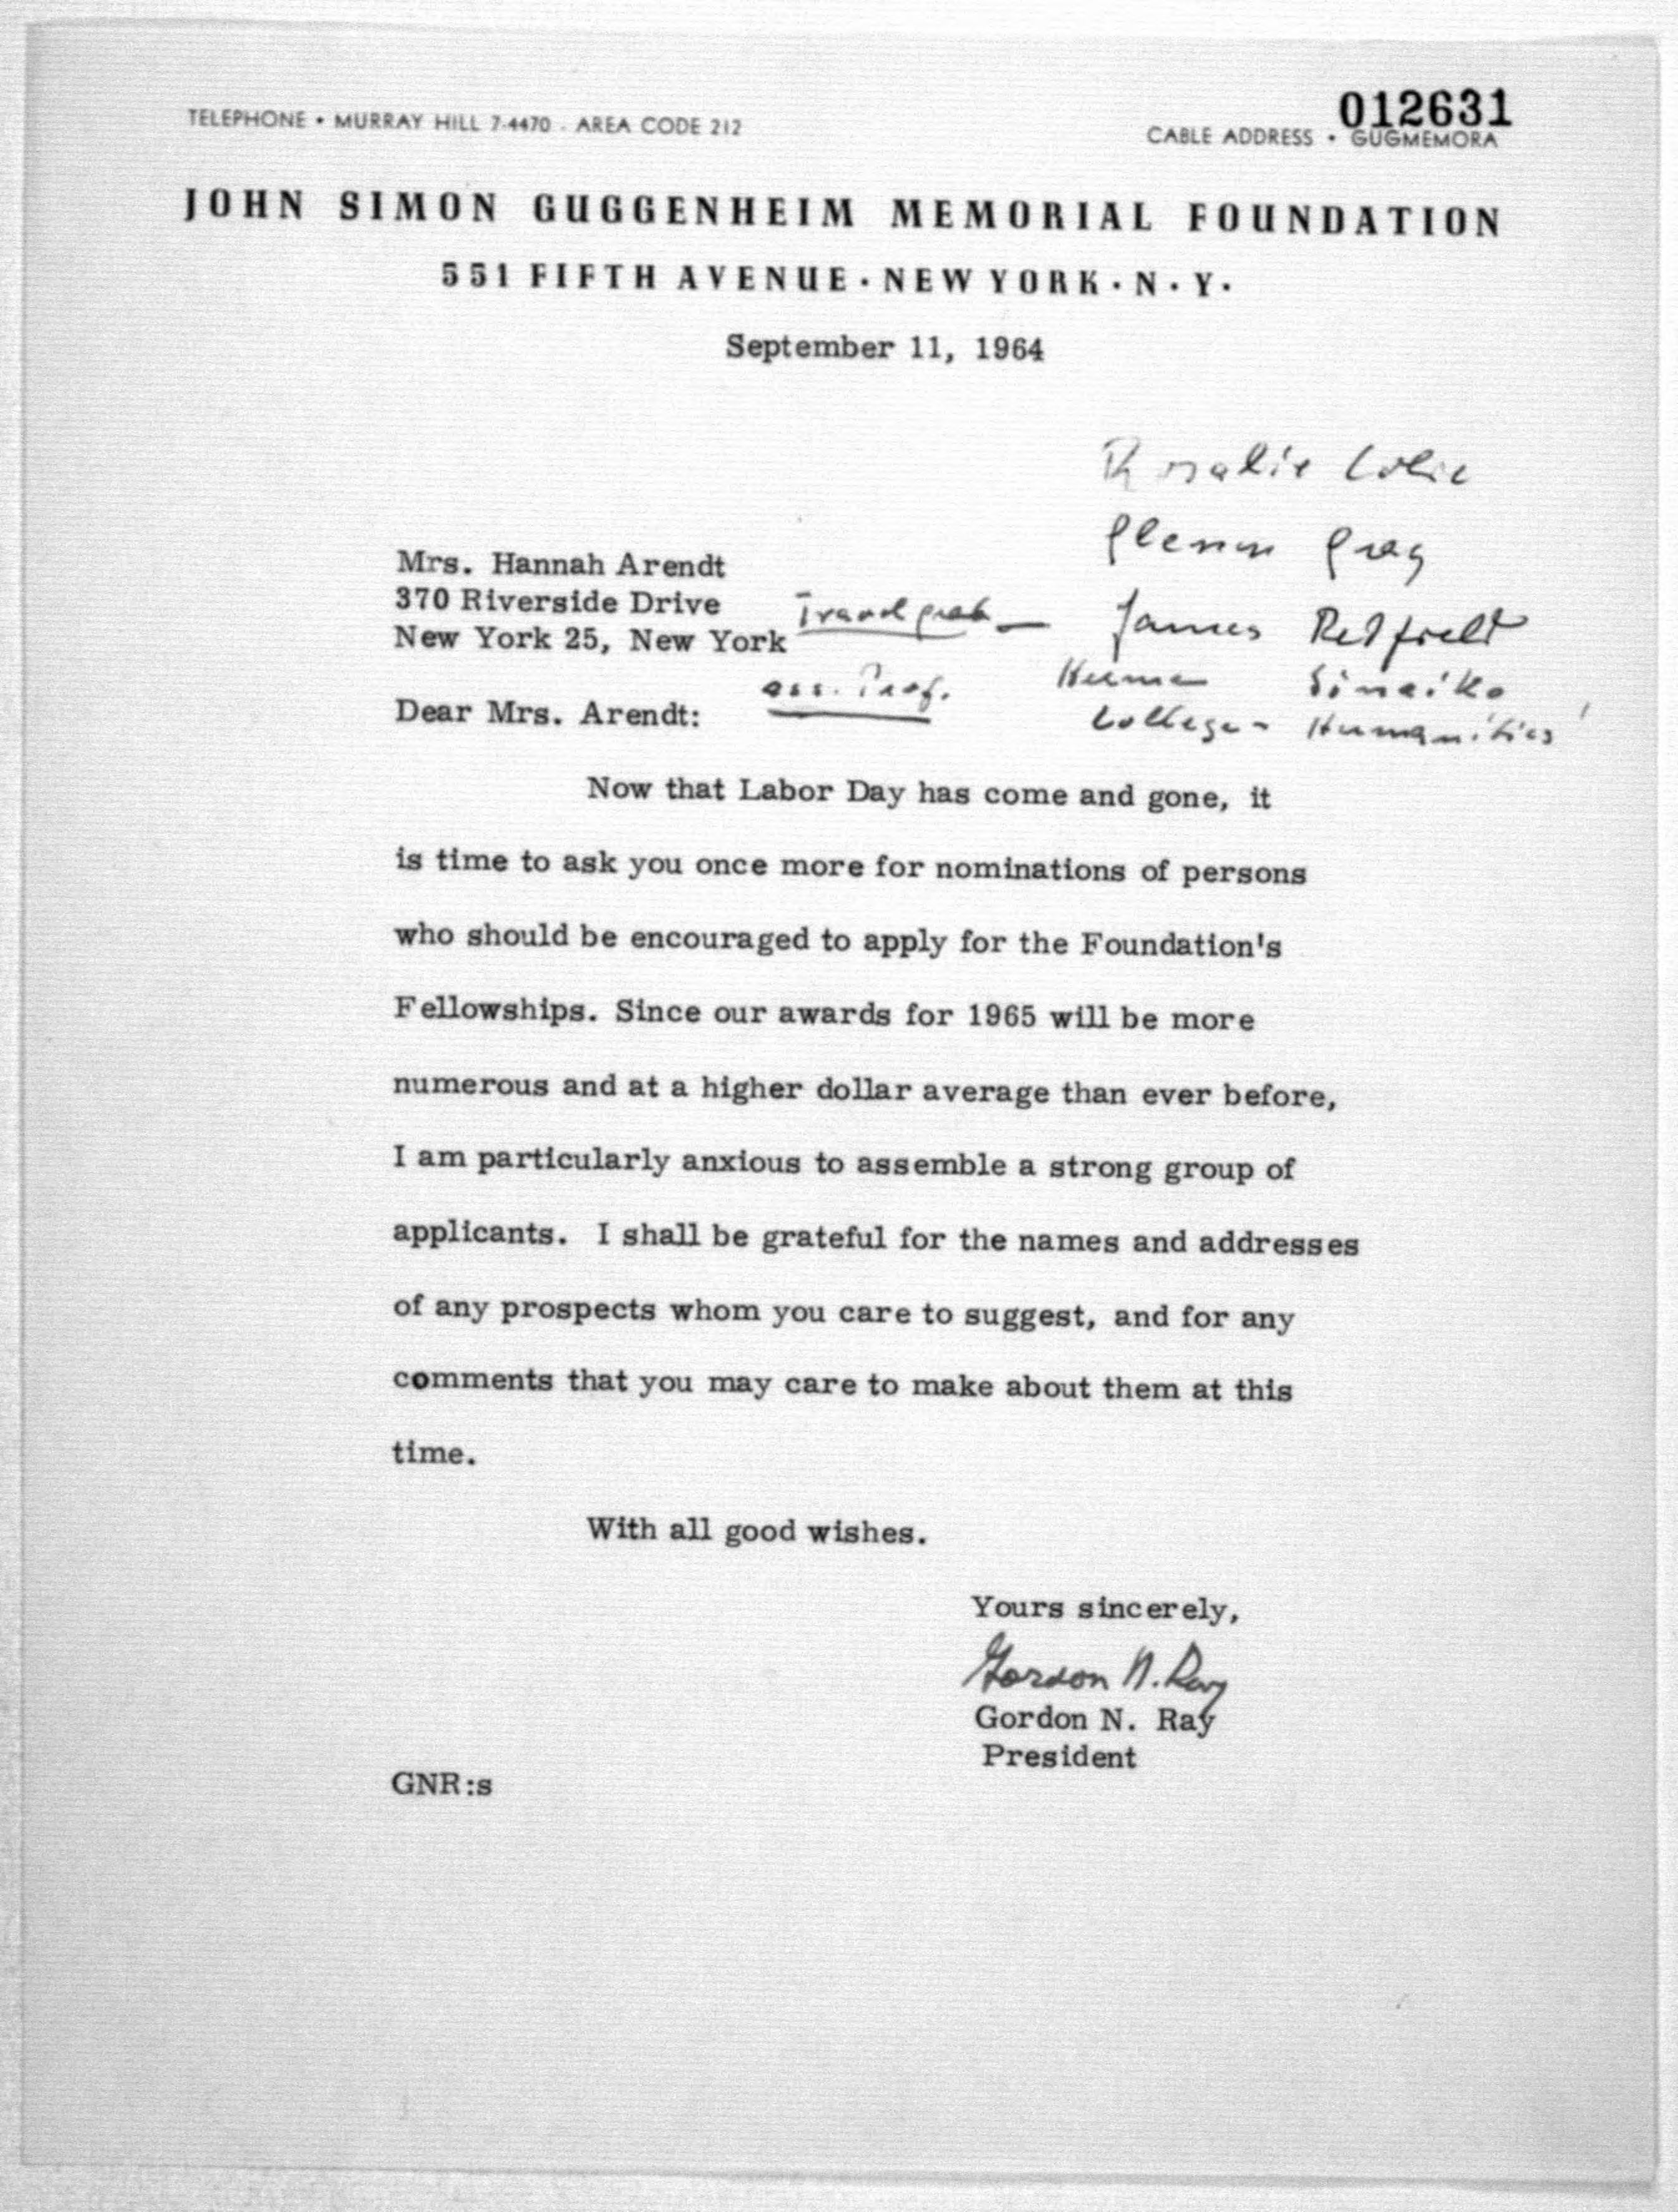 012631
TELEPHONE • MURRAY HILL 7-4470 - AREA CODE 212
CABLE ADDRESS • GUGMEMORA
JOHN SIMON GUGGENHEIM MEMORIAL FOUNDATION
551 FIFTH AVENUE • NEW YORK • N • Y •
September 11, 1964
Rosalie Colie
Glenn Gray
Mrs. Hannah Arendt
370 Riverside Drive
James Redfield
New York 25, New York
ass. Prof.
Sinaiko
College - Humanities
Dear Mrs. Arendt:
Now that Labor Day has come and gone, it
is time to ask you once more for nominations of persons
who should be encouraged to apply for the Foundation's
Fellowships. Since our awards for 1965 will be more
numerous and at a higher dollar average than ever before,
I am particularly anxious to assemble a strong group of
applicants. I shall be grateful for the names and addresses
of any prospects whom you care to suggest, and for any
comments that you may care to make about them at this
time.
With all good wishes.
Yours sincerely,
Gordon N. Ray
Gordon N. Ray
President
GNR:s